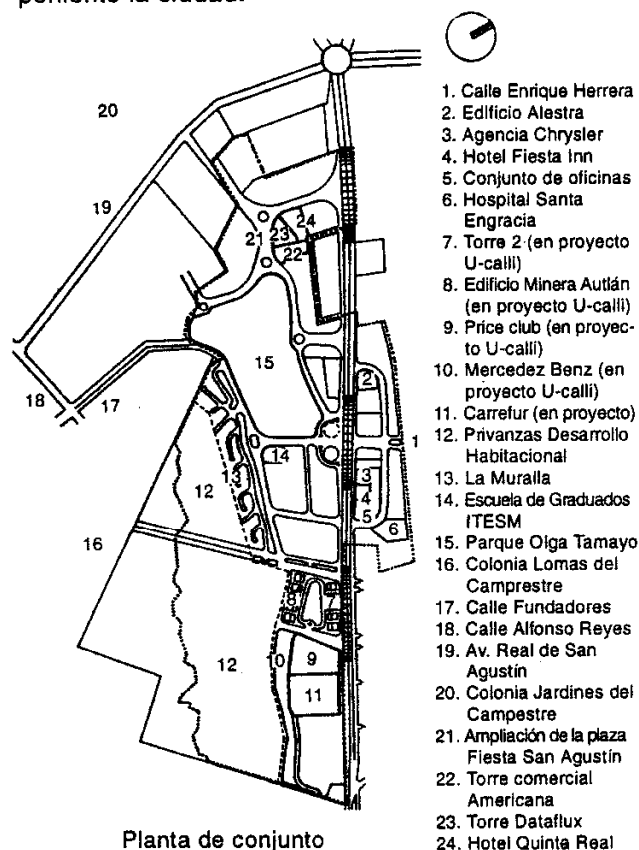 poniente la ciudad.
1. Calle Enrique Herrera
2. Edificio Alestra
3. Agencia Chrysler
4. Hotel Fiesta Inn
5. Conjunto de oficinas
6. Hospital Santa
Engracia
7. Torre 2 (en proyecto
U-calli)
8. Edificio Minera Autlán
(en proyecto U-calli)
9. Price club (en proyec-
to U-calli)
10. Mercedez Benz (en
proyecto U-calli)
11. Carrefur (en proyecto)
12. Privanzas Desarrollo
Habitacional
13. La Muralla
14. Escuela de Graduados
ITESM
15. Parque Olga Tamayo
16. Colonia Lomas del
Camprestre
17. Calle Fundadores
18. Calle Alfonso Reyes
19. Av. Real de San
Agustín
20. Colonia Jardines del
Campestre
21. Ampliación de la plaza
Fiesta San Agustín
22. Torre comercial
Americana
23. Torre Dataflux
24. Hotel Quinta Real
20
19
24
21 23
22
15
18 17
2
1
14
13
12
3
4
5
6
16
7
12
10
9
11
Planta de conjunto